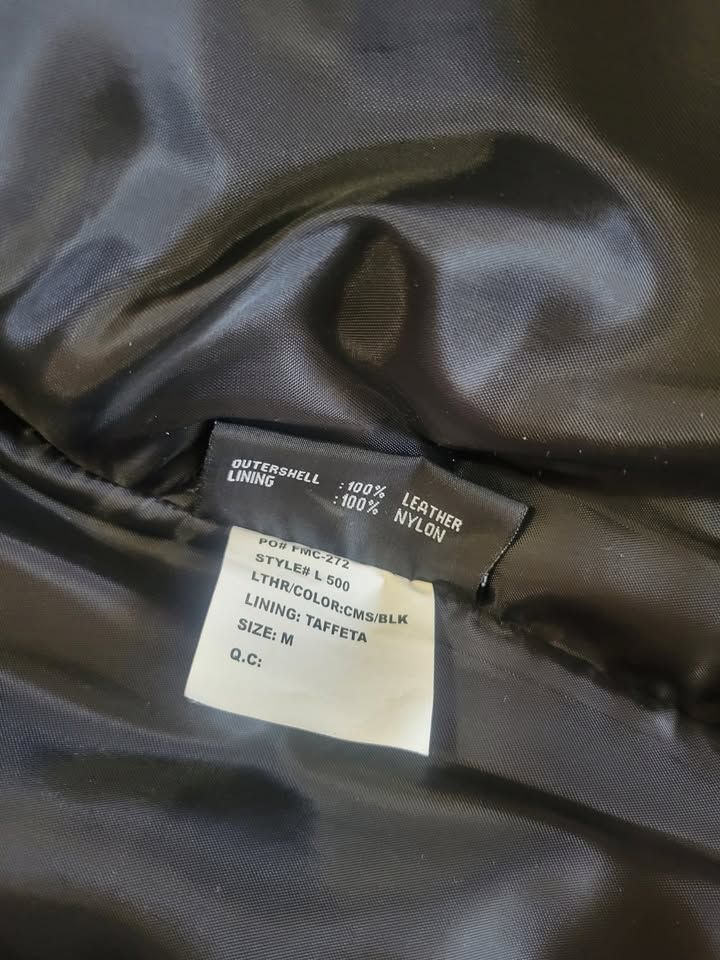 OUTERSHELL :100% LEATHER
LINING :100% NYLON
PO# FMC-272
STYLE# L 500
LTHR/COLOR:CMS/BLK
LINING: TAFFETA
SIZE: M
Q.C: